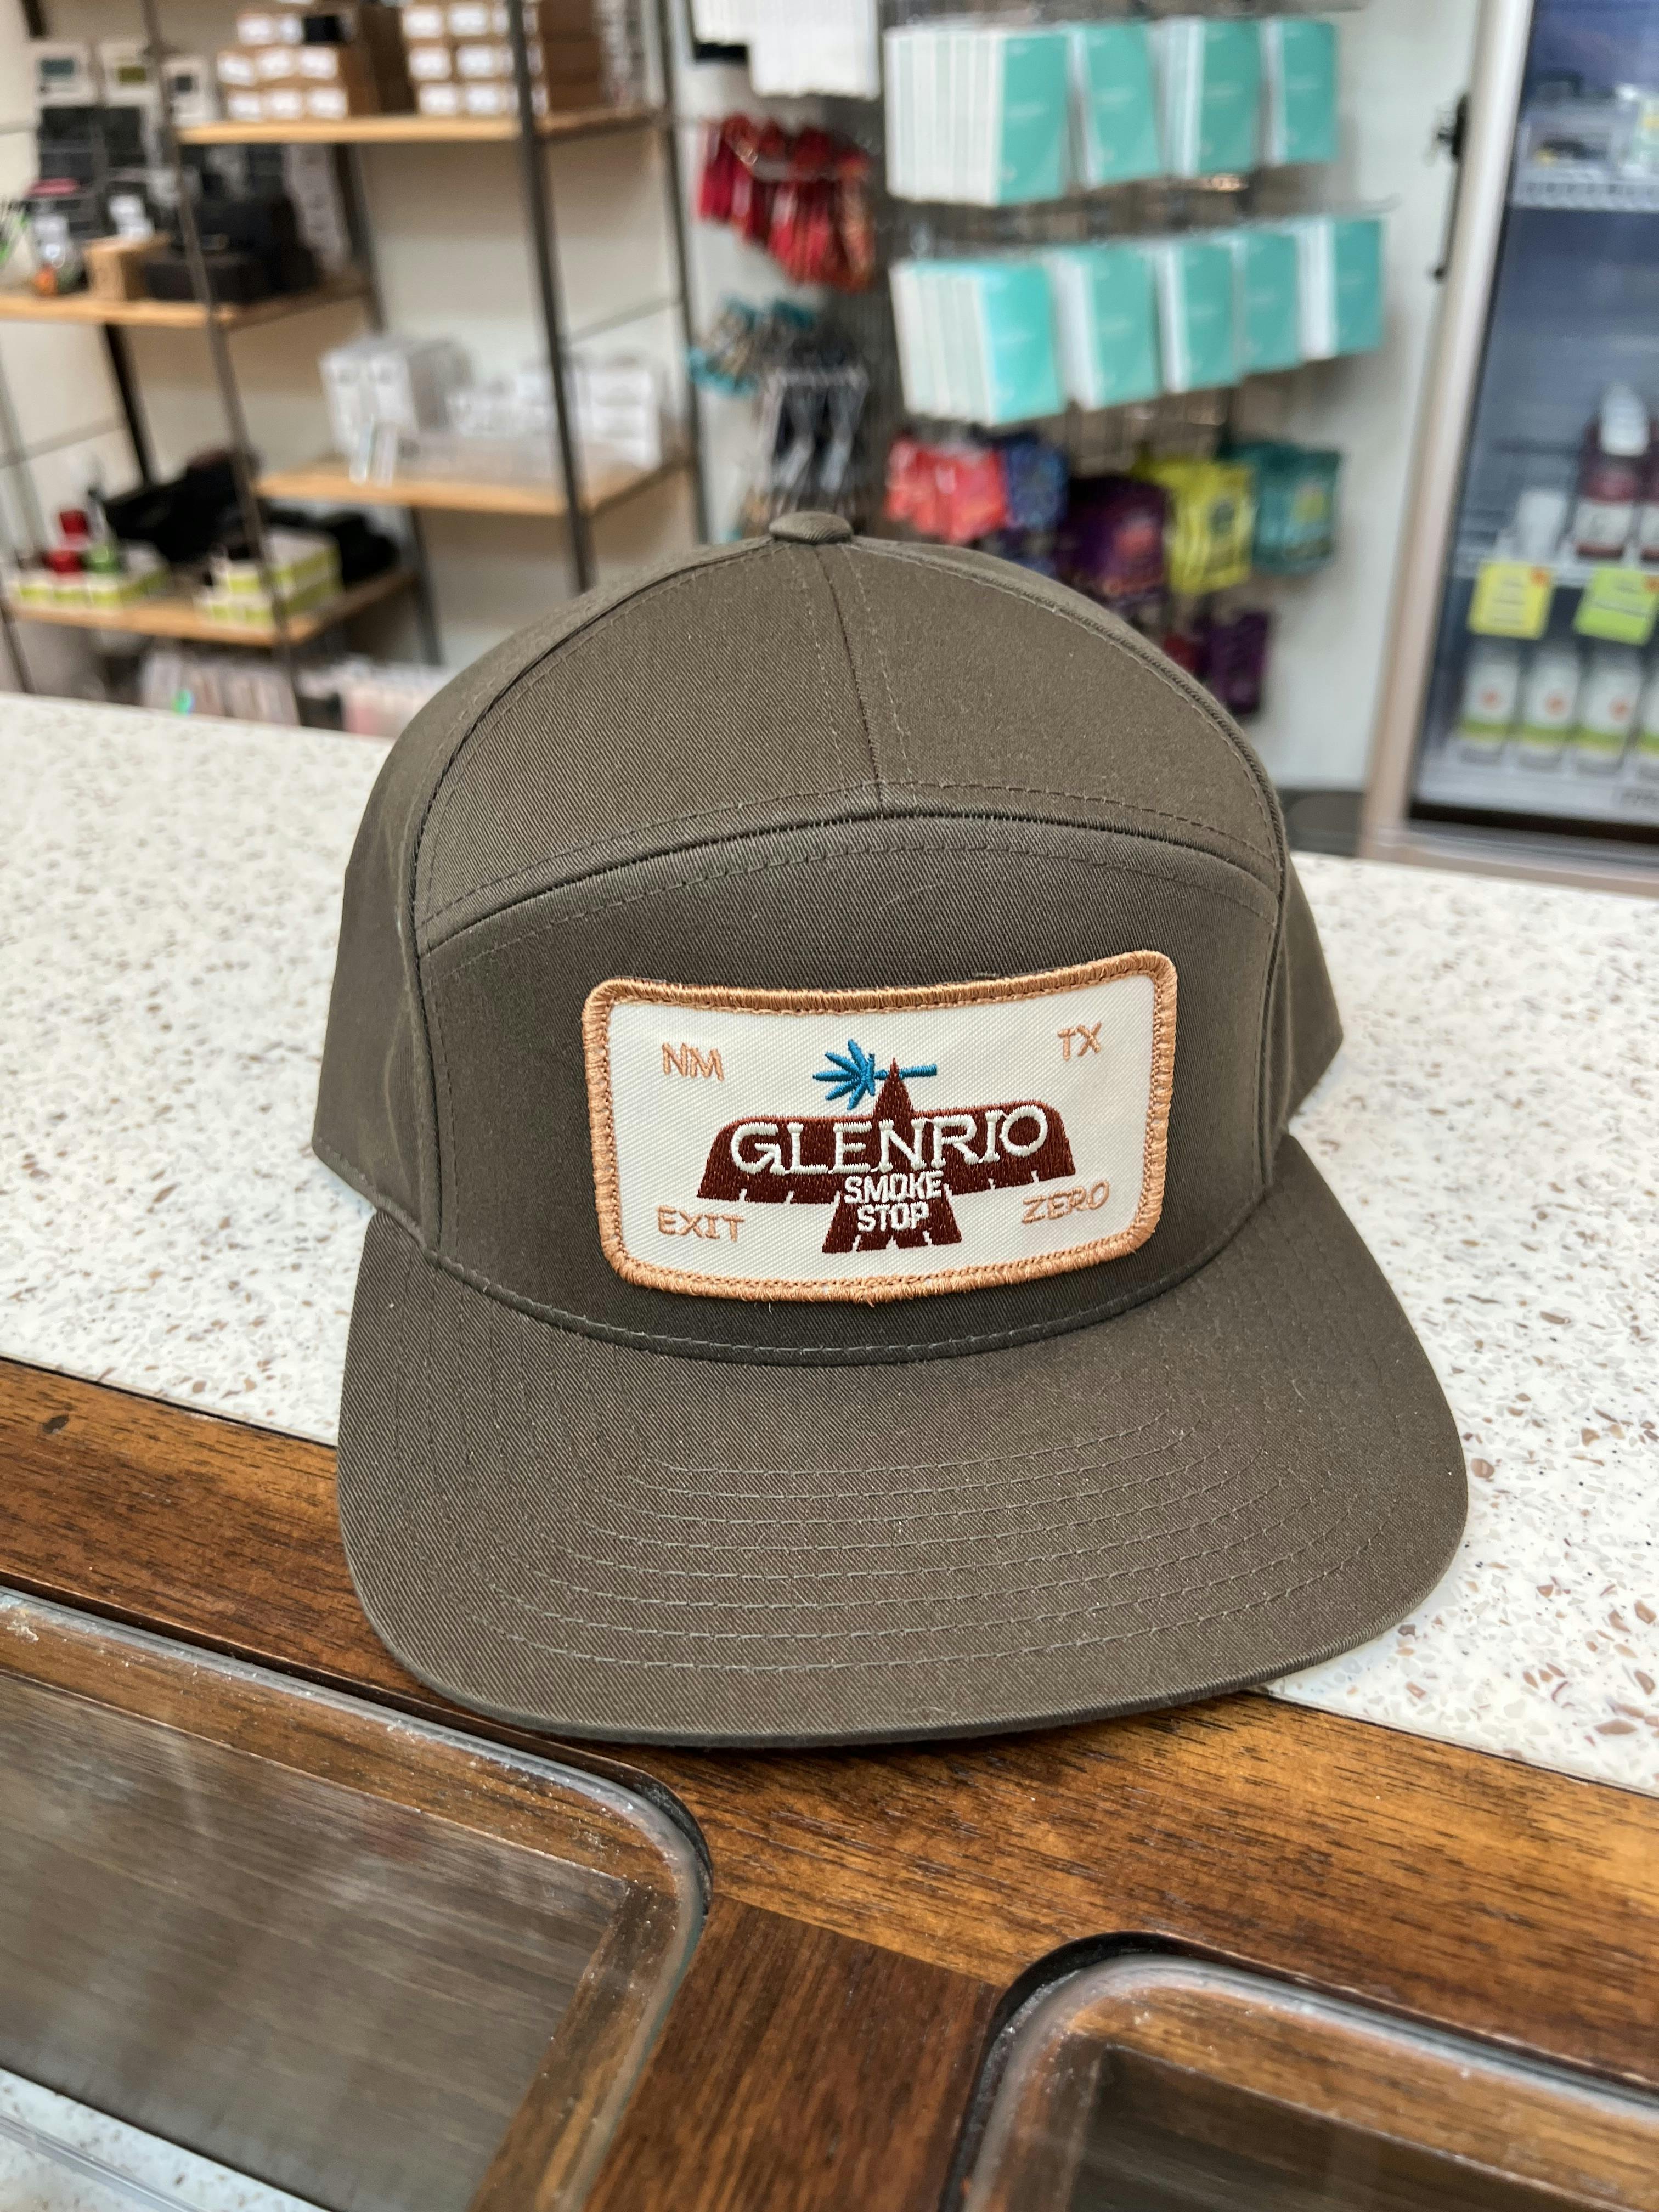 NM TX
GLENRIO
SMOKE
STOP
EXIT ZERO